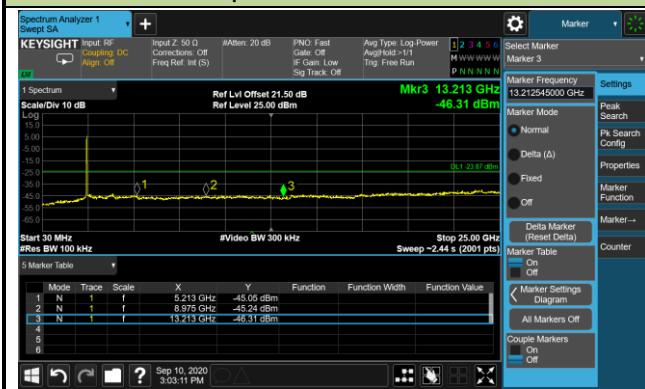 Spectrum Analyzer 1
Swept SA
Marker
KEYSIGHT Input: RF Input Z: 50 Ω #Atten: 20 dB PNO: Fast Avg Type: Log-Power 1 2 3 4 5 6
Coupling: DC Corrections: Off Gate: Off Avg|Hold:>1/1 M W W W W W
Align: Off Freq Ref: Int (S) IF Gain: Low Trig: Free Run
Sig Track: Off P N N N N N
Select Marker
Marker 3
1 Spectrum
Ref Lvl Offset 21.50 dB Mkr3 13.213 GHz
Scale/Div 10 dB Ref Level 25.00 dBm -46.31 dBm
Log
15.0
5.00
-5.00
-15.0
-25.0
DL1 -23.87 dBm
-35.0
-45.0
-55.0
-65.0
1
2
3
Start 30 MHz #Video BW 300 kHz Stop 25.00 GHz
#Res BW 100 kHz Sweep ~2.44 s (2001 pts)
5 Marker Table
Mode Trace Scale X Y Function Function Width Function Value
1 N 1 f 5.213 GHz -45.05 dBm
2 N 1 f 8.975 GHz -45.24 dBm
3 N 1 f 13.213 GHz -46.31 dBm
4
5
6
Marker Frequency
13.212545000 GHz
Marker Mode
Normal
Delta (Δ)
Fixed
Off
Delta Marker
(Reset Delta)
Marker Table
On
Off
Marker Settings
Diagram
All Markers Off
Couple Markers
On
Off
Settings
Peak
Search
Pk Search
Config
Properties
Marker
Function
Marker→
Counter
Sep 10, 2020
3:03:11 PM